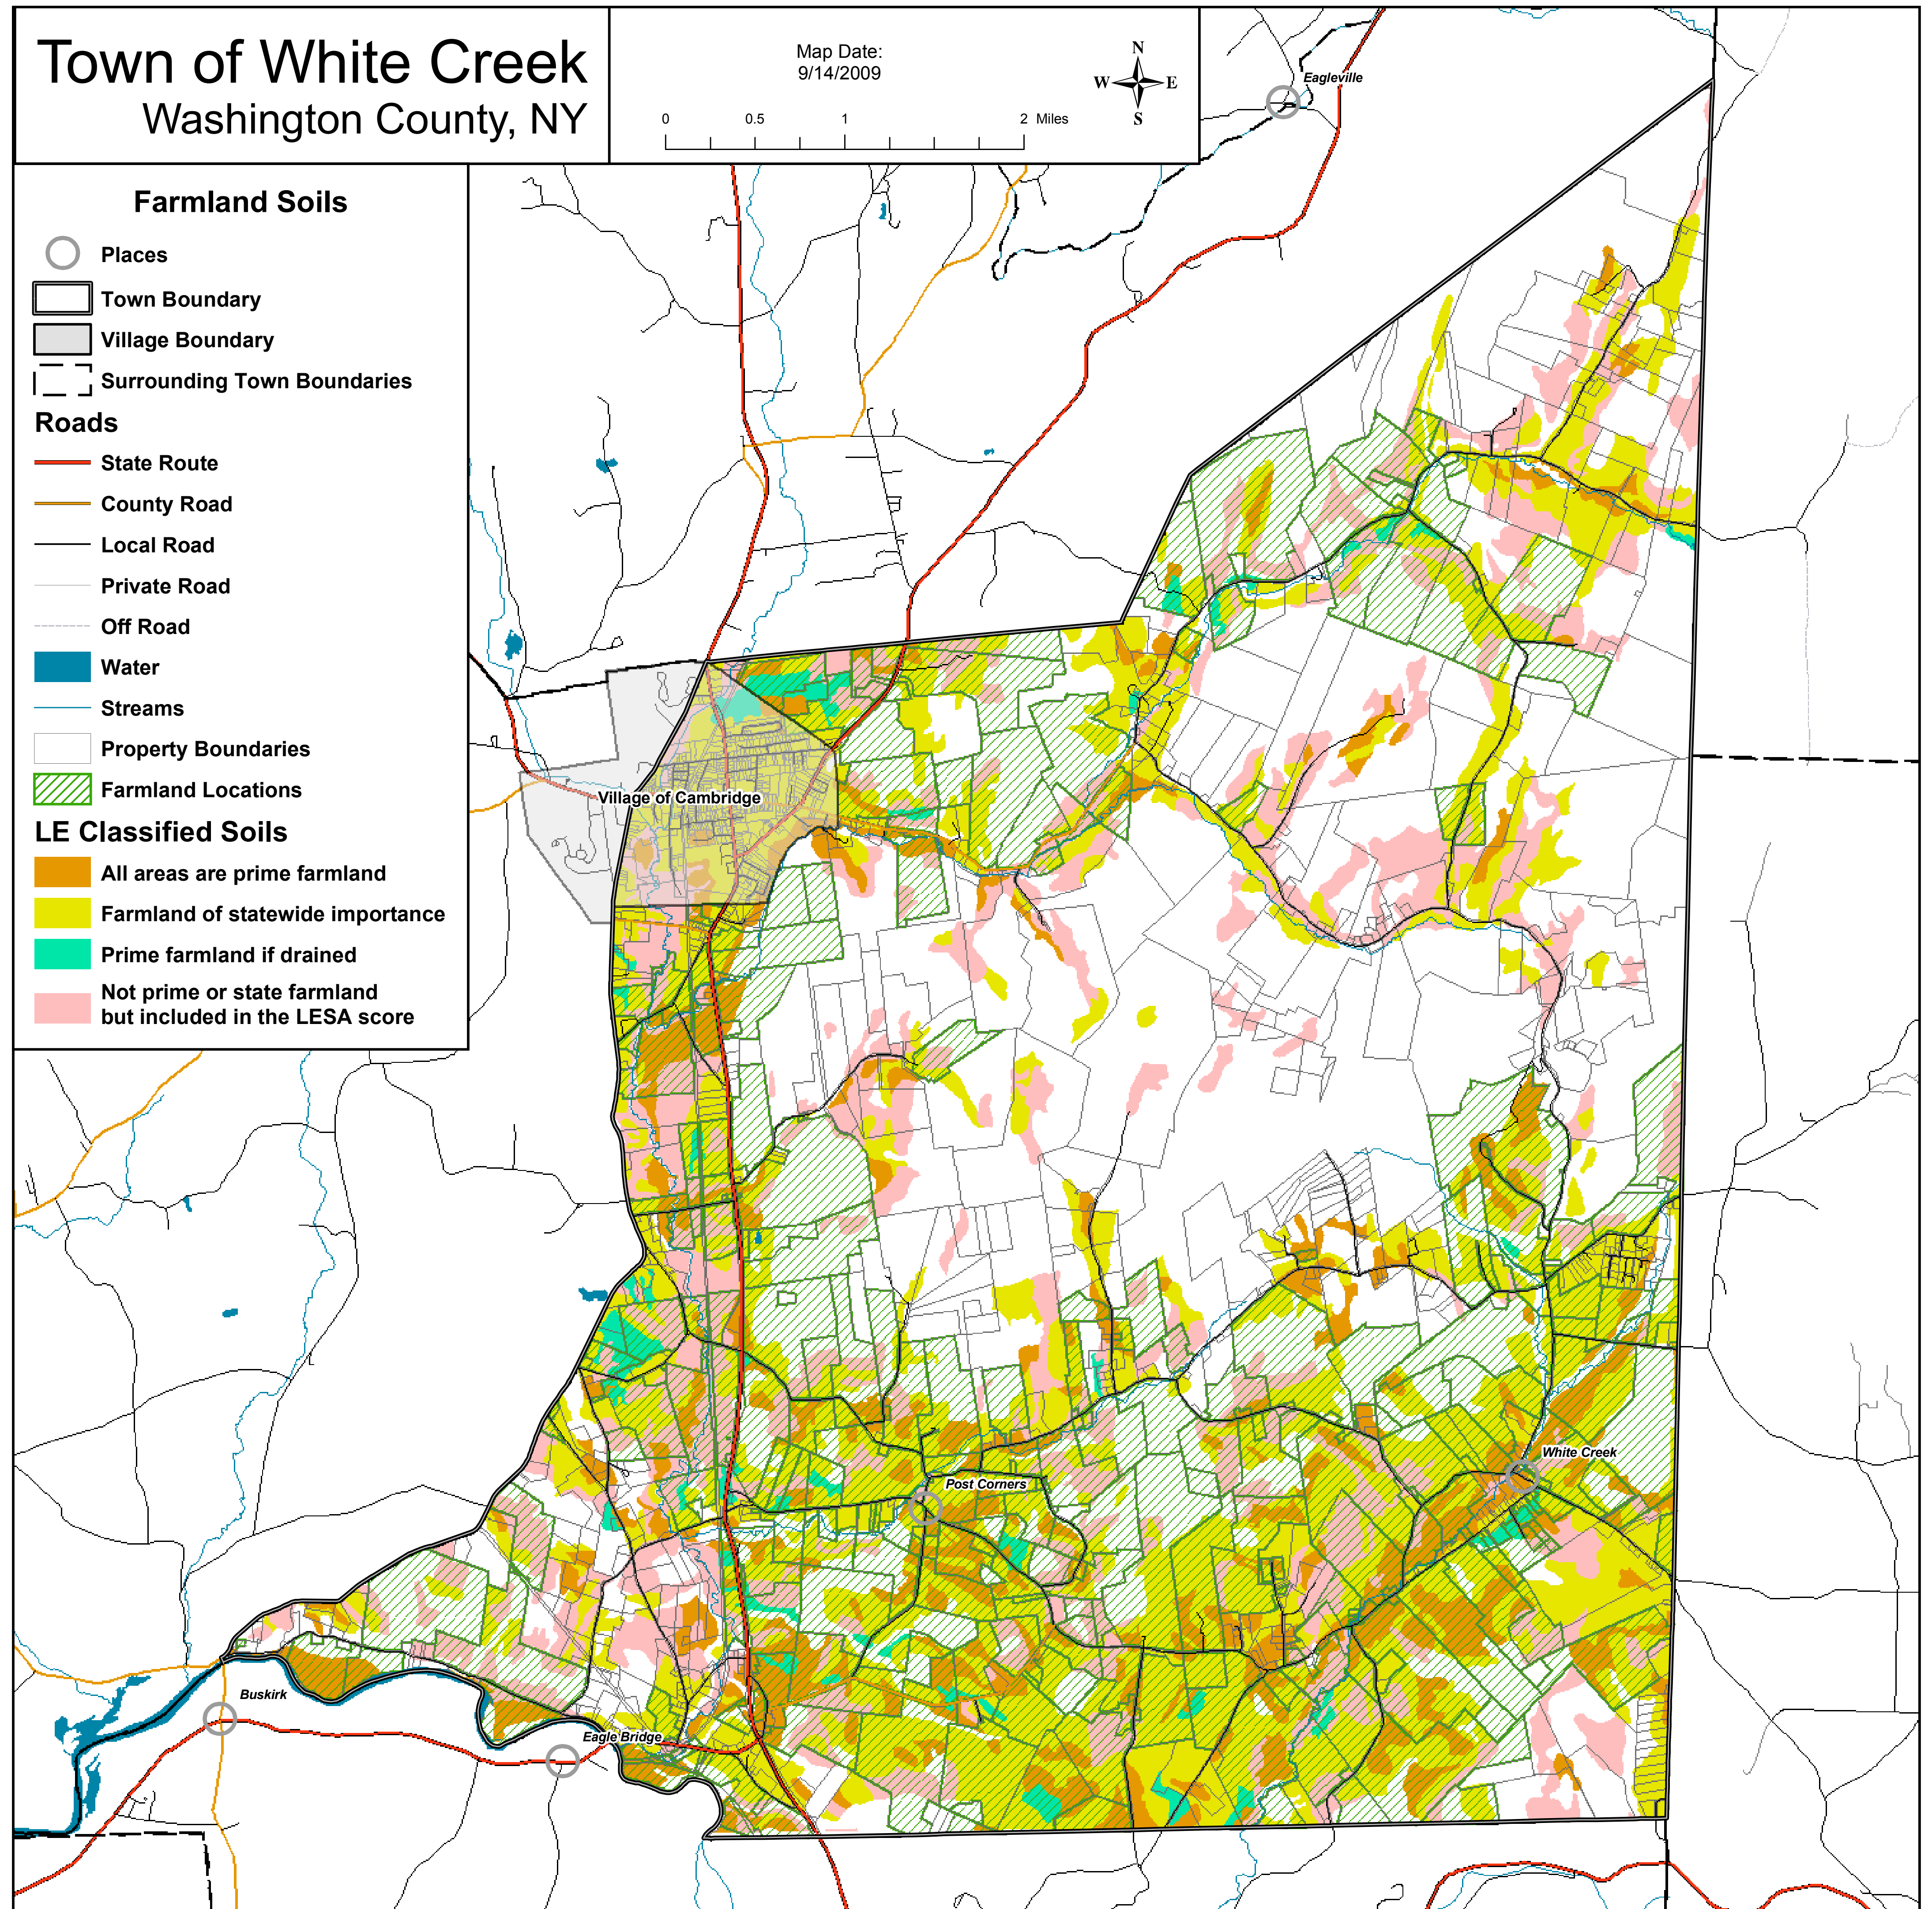 Town of White Creek
Washington County, NY
Map Date:
9/14/2009
N
W
E
S
0
0.5
1
2 Miles
Farmland Soils
Places
Town Boundary
Village Boundary
Surrounding Town Boundaries
Roads
State Route
County Road
Local Road
Private Road
Off Road
Water
Streams
Property Boundaries
Farmland Locations
LE Classified Soils
All areas are prime farmland
Farmland of statewide importance
Prime farmland if drained
Not prime or state farmland
but included in the LESA score
Eagleville
Village of Cambridge
White Creek
Post Corners
Buskirk
Eagle Bridge